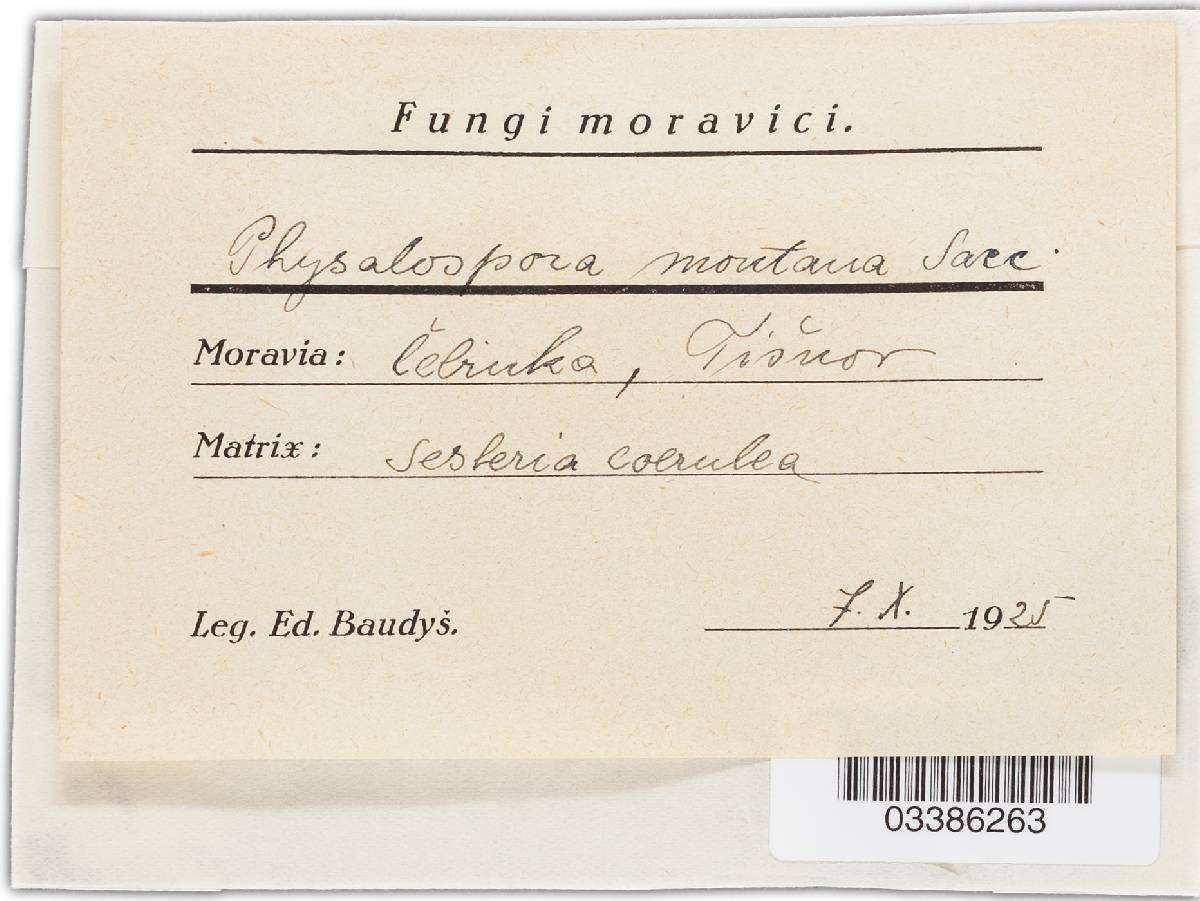 Fungi moravici.
Physalospora montana Sacc.
Moravia: Čebinka, Tišnov
Matrix: Sesleria coerulea
Leg. Ed. Baudyš. 7. X. 1925
03386263